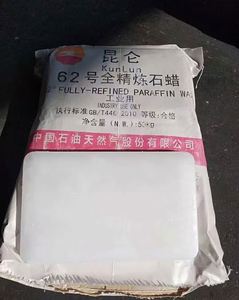 昆仑
KunLun
62号全精炼石蜡
FULLY-REFINED PARAFFIN WAX
工业用
INDUSTRY USE ONLY
执行标准GB/T446 2010 等级:合格
净含量(N.W.):50kg
中国石油天然气股份有限公司